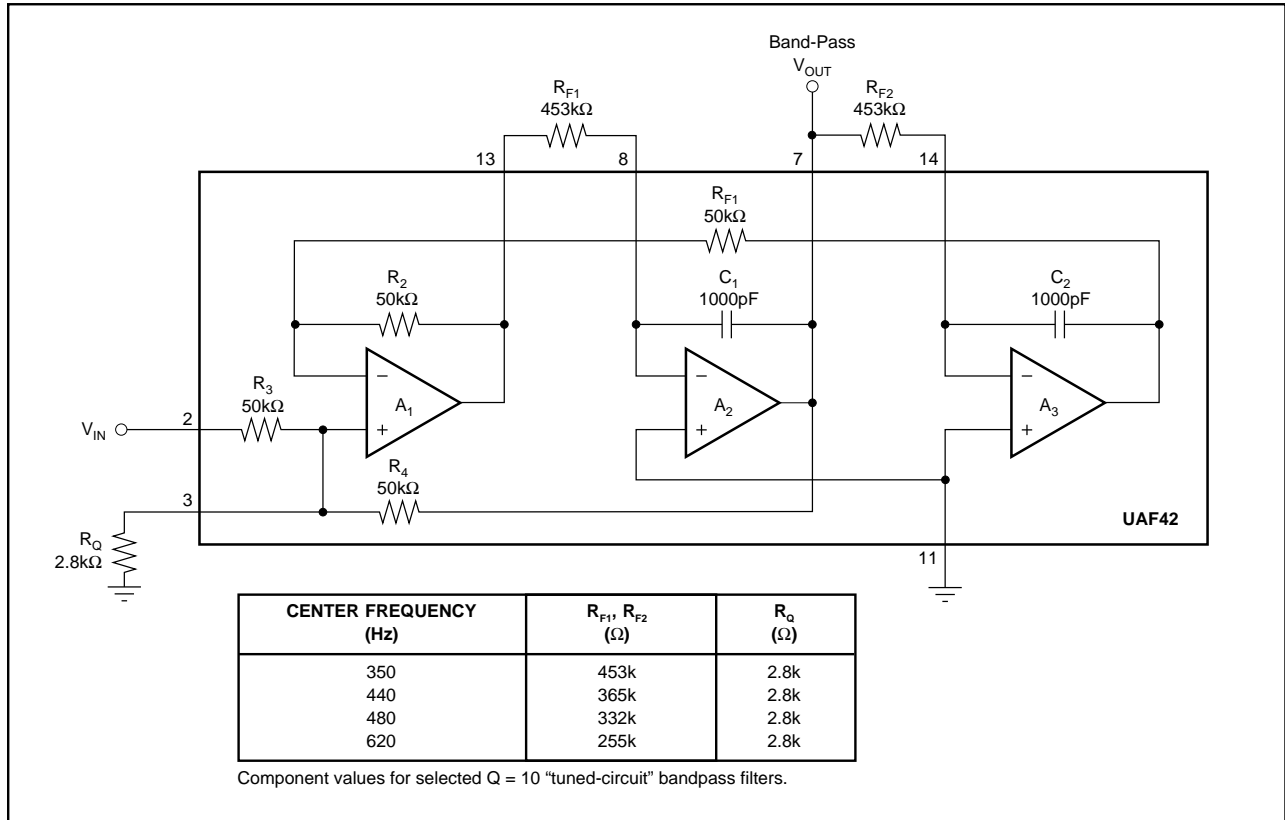 Band-Pass
V_OUT
R_F1
453kΩ
R_F2
453kΩ
13
8
7
14
R_F1
50kΩ
R_2
50kΩ
C_1
1000pF
C_2
1000pF
R_3
50kΩ
–
A_1
+
–
A_2
+
–
A_3
+
V_IN
2
R_4
50kΩ
3
R_Q
2.8kΩ
UAF42
11
CENTER FREQUENCY (Hz) R_F1, R_F2 (Ω) R_Q (Ω)
350 453k 2.8k
440 365k 2.8k
480 332k 2.8k
620 255k 2.8k
Component values for selected Q = 10 “tuned-circuit” bandpass filters.